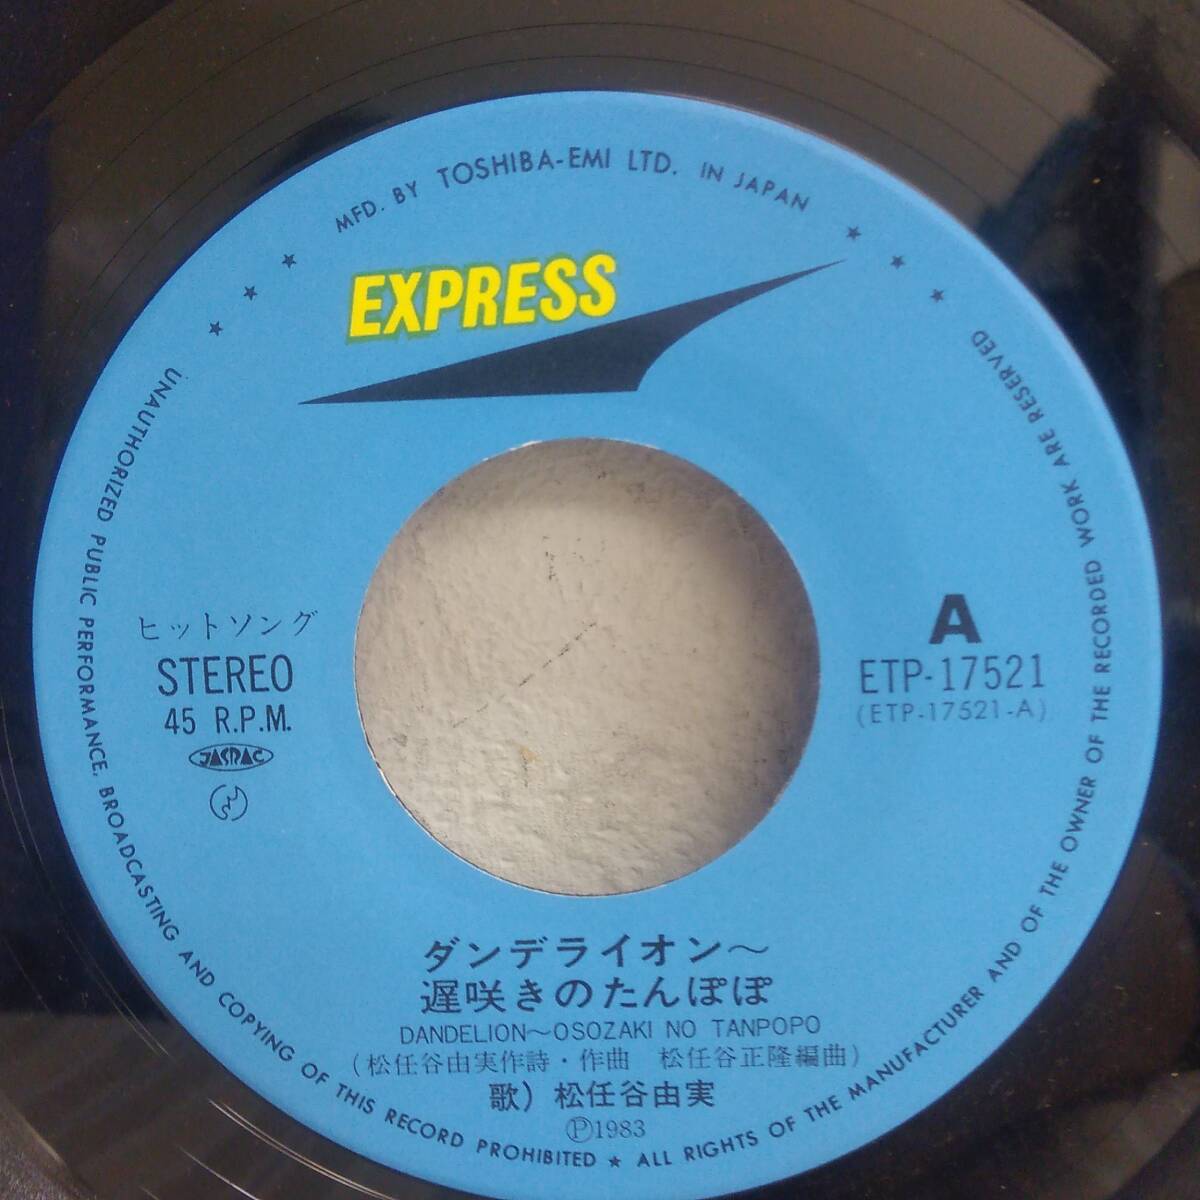 MFD. BY TOSHIBA-EMI LTD. IN JAPAN
EXPRESS
ヒットソング
STEREO
45 R.P.M.
JASRAC
A
ETP-17521
(ETP-17521-A)
ダンデライオン～
遅咲きのたんぽぽ
DANDELION～OSOZAKI NO TANPOPO
(松任谷由実作詩・作曲 松任谷正隆編曲)
歌) 松任谷由実
Ⓟ1983
UNAUTHORIZED PUBLIC PERFORMANCE, BROADCASTING AND COPYING OF THIS RECORD PROHIBITED ★ ALL RIGHTS OF THE MANUFACTURER AND OF THE OWNER OF THE RECORDED WORK ARE RESERVED